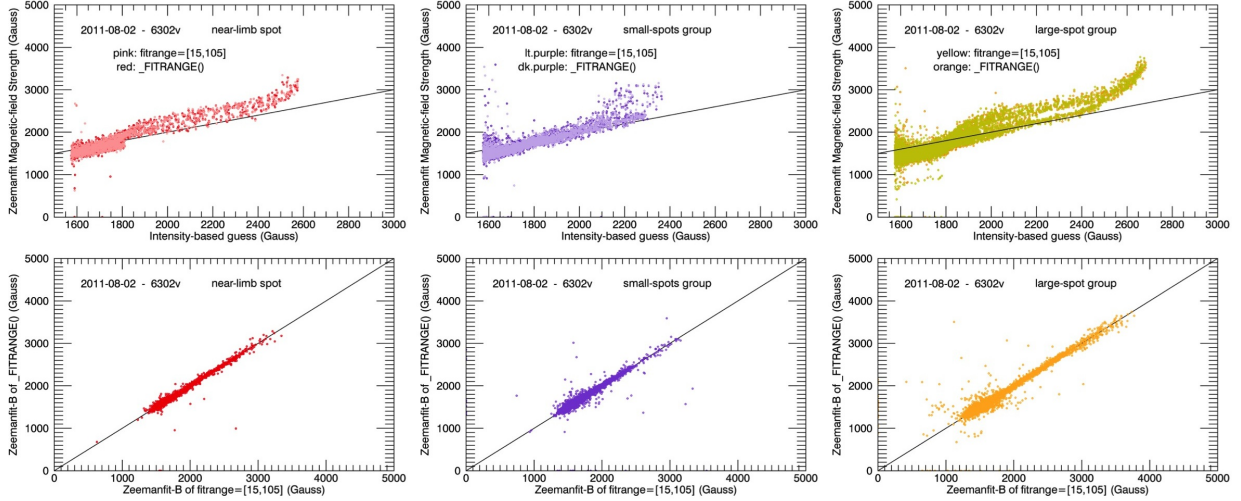 2011-08-02 - 6302v near-limb spot
pink: fitrange=[15,105]
red: _FITRANGE()
Zeemanfit Magnetic-field Strength (Gauss)
5000
4000
3000
2000
1000
0
1600 1800 2000 2200 2400 2600 2800 3000
Intensity-based guess (Gauss)
2011-08-02 - 6302v small-spots group
lt.purple: fitrange=[15,105]
dk.purple: _FITRANGE()
Zeemanfit Magnetic-field Strength (Gauss)
5000
4000
3000
2000
1000
0
1600 1800 2000 2200 2400 2600 2800 3000
Intensity-based guess (Gauss)
2011-08-02 - 6302v large-spot group
yellow: fitrange=[15,105]
orange: _FITRANGE()
Zeemanfit Magnetic-field Strength (Gauss)
5000
4000
3000
2000
1000
0
1600 1800 2000 2200 2400 2600 2800 3000
Intensity-based guess (Gauss)
2011-08-02 - 6302v near-limb spot
Zeemanfit-B of _FITRANGE() (Gauss)
5000
4000
3000
2000
1000
0
0 1000 2000 3000 4000 5000
Zeemanfit-B of fitrange=[15,105] (Gauss)
2011-08-02 - 6302v small-spots group
Zeemanfit-B of _FITRANGE() (Gauss)
5000
4000
3000
2000
1000
0
0 1000 2000 3000 4000 5000
Zeemanfit-B of fitrange=[15,105] (Gauss)
2011-08-02 - 6302v large-spot group
Zeemanfit-B of _FITRANGE() (Gauss)
5000
4000
3000
2000
1000
0
0 1000 2000 3000 4000 5000
Zeemanfit-B of fitrange=[15,105] (Gauss)